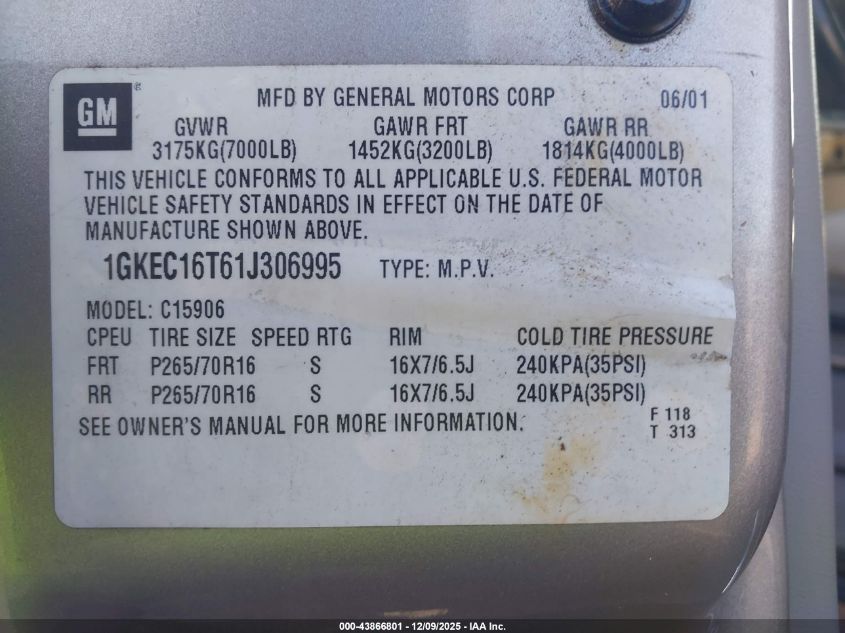 GM®
MFD BY GENERAL MOTORS CORP 06/01
GVWR GAWR FRT GAWR RR
3175KG(7000LB) 1452KG(3200LB) 1814KG(4000LB)
THIS VEHICLE CONFORMS TO ALL APPLICABLE U.S. FEDERAL MOTOR
VEHICLE SAFETY STANDARDS IN EFFECT ON THE DATE OF
MANUFACTURE SHOWN ABOVE.
1GKEC16T61J306995 TYPE: M.P.V.
MODEL: C15906
CPEU TIRE SIZE SPEED RTG RIM COLD TIRE PRESSURE
FRT P265/70R16 S 16X7/6.5J 240KPA(35PSI)
RR P265/70R16 S 16X7/6.5J 240KPA(35PSI)
SEE OWNER'S MANUAL FOR MORE INFORMATION.
F 118
T 313
000-43866801 - 12/09/2025 - IAA Inc.